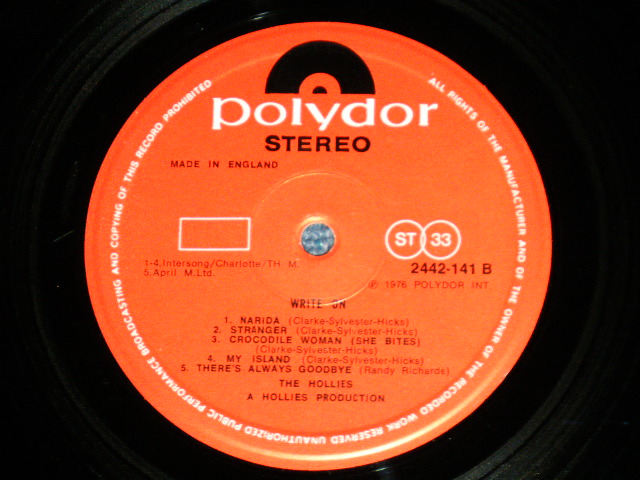 polydor
STEREO
MADE IN ENGLAND
ST 33
1-4.Intersong/Charlotte/TH M.
5.April M.Ltd.
2442-141 B
℗ 1976 POLYDOR INT
WRITE ON
1. NARIDA (Clarke-Sylvester-Hicks)
2. STRANGER (Clarke-Sylvester-Hicks)
3. CROCODILE WOMAN (SHE BITES)
(Clarke-Sylvester-Hicks)
4. MY ISLAND (Clarke-Sylvester-Hicks)
5. THERE'S ALWAYS GOODBYE (Randy Richards)
THE HOLLIES
A HOLLIES PRODUCTION
ALL RIGHTS OF THE MANUFACTURER AND OF THE OWNER OF THE RECORDED WORK RESERVED UNAUTHORIZED PUBLIC PERFORMANCE BROADCASTING AND COPYING OF THIS RECORD PROHIBITED